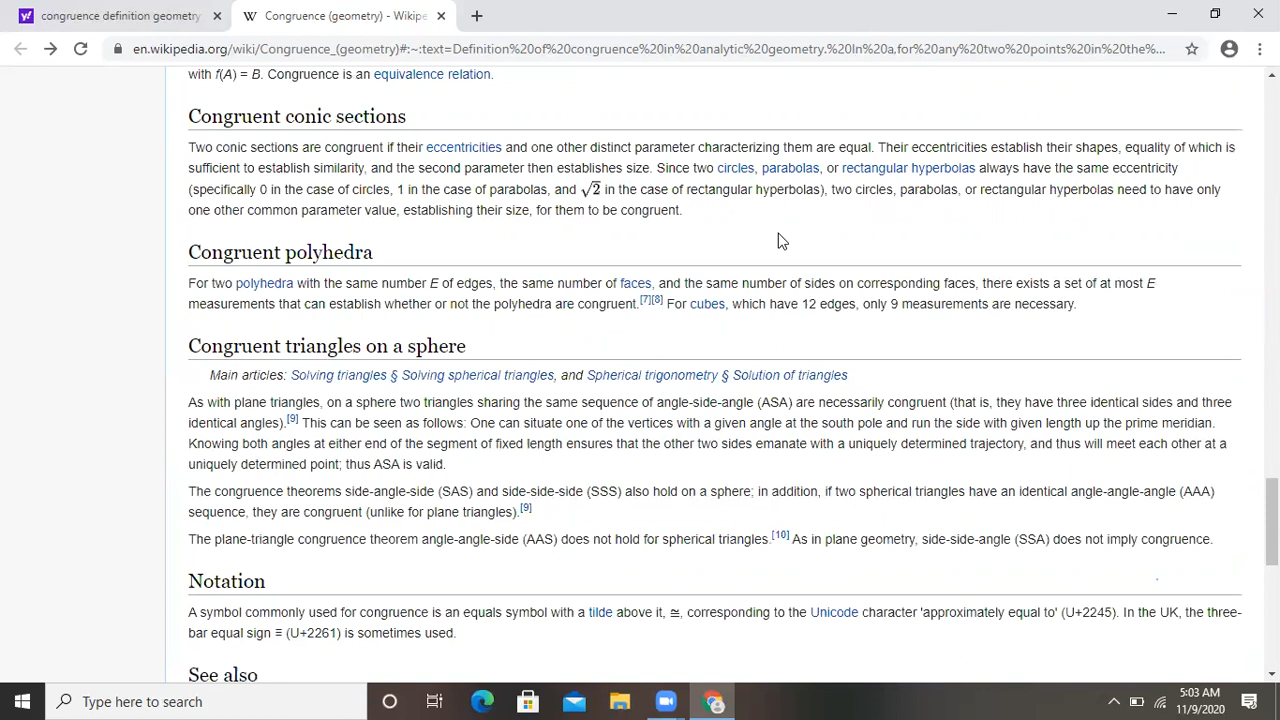 congruence definition geometry
Congruence (geometry) - Wikipe
en.wikipedia.org/wiki/Congruence_(geometry)#:~:text=Definition%20of%20congruence%20in%20analytic%20geometry.%20In%20a.for%20any%20two%20points%20in%20the%...
with f(A) = B. Congruence is an equivalence relation.
Congruent conic sections
Two conic sections are congruent if their eccentricities and one other distinct parameter characterizing them are equal. Their eccentricities establish their shapes, equality of which is
sufficient to establish similarity, and the second parameter then establishes size. Since two circles, parabolas, or rectangular hyperbolas always have the same eccentricity
(specifically 0 in the case of circles, 1 in the case of parabolas, and √2 in the case of rectangular hyperbolas), two circles, parabolas, or rectangular hyperbolas need to have only
one other common parameter value, establishing their size, for them to be congruent.
Congruent polyhedra
For two polyhedra with the same number E of edges, the same number of faces, and the same number of sides on corresponding faces, there exists a set of at most E
measurements that can establish whether or not the polyhedra are congruent.[7][8] For cubes, which have 12 edges, only 9 measurements are necessary.
Congruent triangles on a sphere
Main articles: Solving triangles § Solving spherical triangles, and Spherical trigonometry § Solution of triangles
As with plane triangles, on a sphere two triangles sharing the same sequence of angle-side-angle (ASA) are necessarily congruent (that is, they have three identical sides and three
identical angles).[9] This can be seen as follows: One can situate one of the vertices with a given angle at the south pole and run the side with given length up the prime meridian.
Knowing both angles at either end of the segment of fixed length ensures that the other two sides emanate with a uniquely determined trajectory, and thus will meet each other at a
uniquely determined point; thus ASA is valid.
The congruence theorems side-angle-side (SAS) and side-side-side (SSS) also hold on a sphere; in addition, if two spherical triangles have an identical angle-angle-angle (AAA)
sequence, they are congruent (unlike for plane triangles).[9]
The plane-triangle congruence theorem angle-angle-side (AAS) does not hold for spherical triangles.[10] As in plane geometry, side-side-angle (SSA) does not imply congruence.
Notation
A symbol commonly used for congruence is an equals symbol with a tilde above it, ≅, corresponding to the Unicode character 'approximately equal to' (U+2245). In the UK, the three-
bar equal sign ≡ (U+2261) is sometimes used.
See also
Type here to search
5:03 AM
11/9/2020